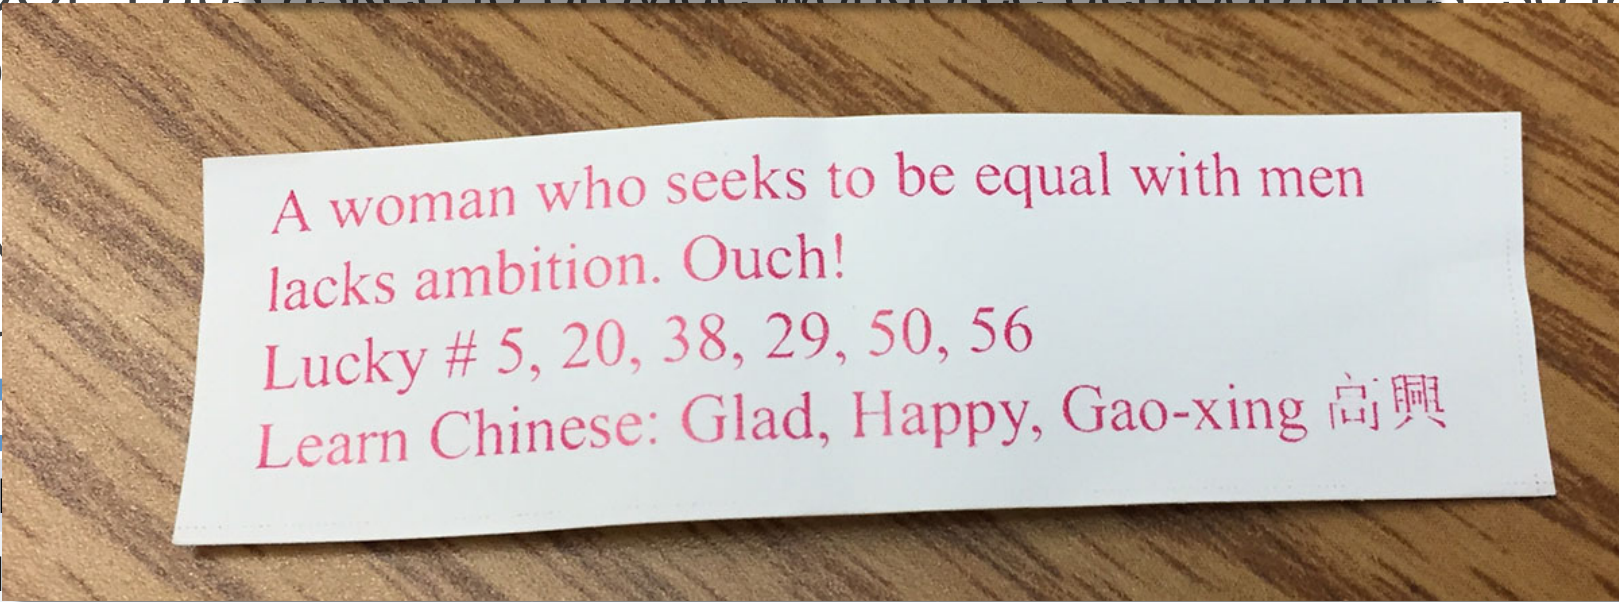 A woman who seeks to be equal with men
lacks ambition. Ouch!
Lucky # 5, 20, 38, 29, 50, 56
Learn Chinese: Glad, Happy, Gao-xing 高興